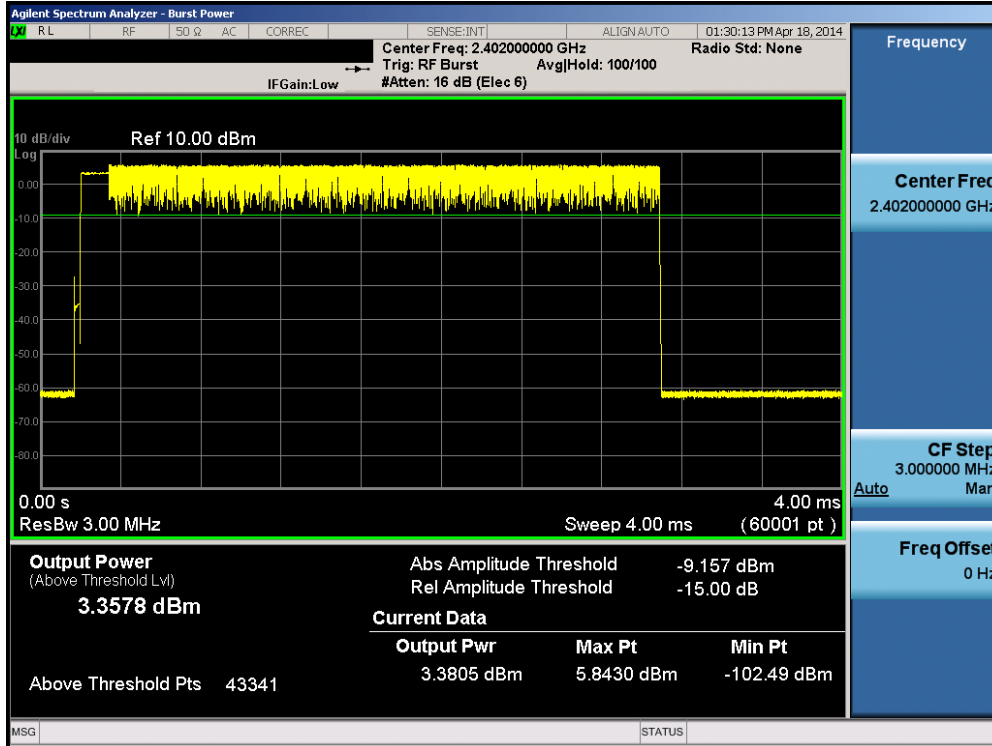 Agilent Spectrum Analyzer - Burst Power
LXI RL RF 50 Ω AC CORREC SENSE:INT ALIGN AUTO 01:30:13 PM Apr 18, 2014
Center Freq: 2.402000000 GHz Radio Std: None
Trig: RF Burst Avg|Hold: 100/100
IFGain:Low #Atten: 16 dB (Elec 6)
Frequency
10 dB/div Ref 10.00 dBm
Log
0.00
-10.0
-20.0
-30.0
-40.0
-50.0
-60.0
-70.0
-80.0
Center Freq
2.402000000 GHz
CF Step
3.000000 MHz
Auto Man
Freq Offset
0 Hz
0.00 s 4.00 ms
ResBw 3.00 MHz Sweep 4.00 ms (60001 pt )
Output Power
(Above Threshold Lvl)
3.3578 dBm
Above Threshold Pts 43341
Abs Amplitude Threshold -9.157 dBm
Rel Amplitude Threshold -15.00 dB
Current Data
Output Pwr Max Pt Min Pt
3.3805 dBm 5.8430 dBm -102.49 dBm
MSG STATUS